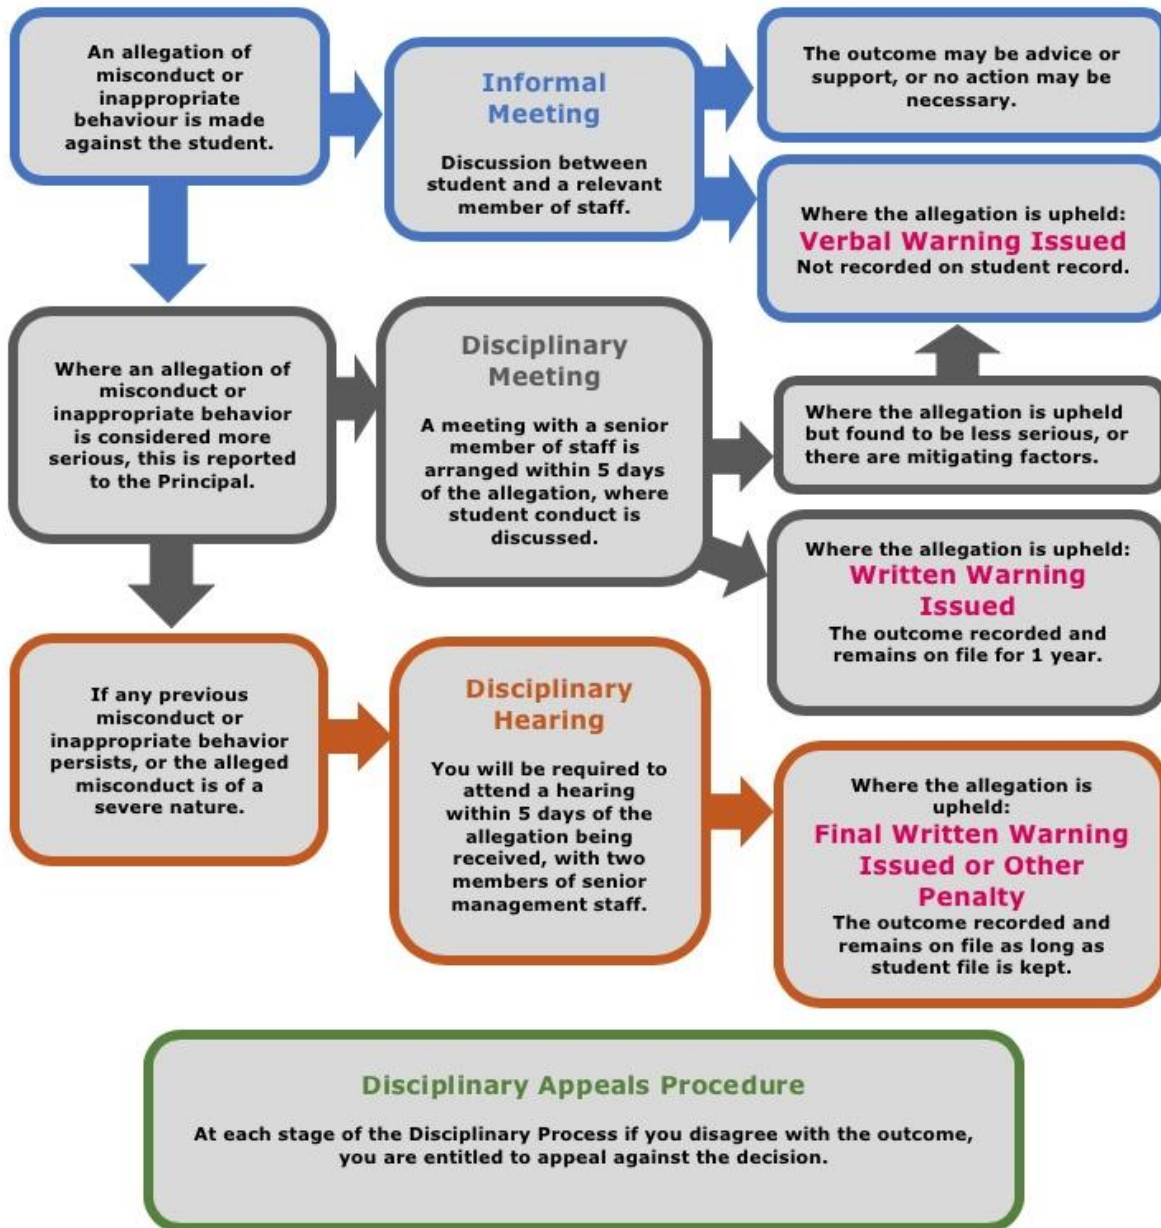 An allegation of
misconduct or
inappropriate
behaviour is made
against the student.
Informal
Meeting
Discussion between
student and a relevant
member of staff.
The outcome may be advice or
support, or no action may be
necessary.
Where the allegation is upheld:
Verbal Warning Issued
Not recorded on student record.
Where an allegation of
misconduct or
inappropriate behavior
is considered more
serious, this is reported
to the Principal.
Disciplinary
Meeting
A meeting with a senior
member of staff is
arranged within 5 days
of the allegation, where
student conduct is
discussed.
Where the allegation is upheld
but found to be less serious, or
there are mitigating factors.
Where the allegation is upheld:
Written Warning
Issued
The outcome recorded and
remains on file for 1 year.
If any previous
misconduct or
inappropriate behavior
persists, or the alleged
misconduct is of a
severe nature.
Disciplinary
Hearing
You will be required to
attend a hearing
within 5 days of the
allegation being
received, with two
members of senior
management staff.
Where the allegation is
upheld:
Final Written Warning
Issued or Other
Penalty
The outcome recorded and
remains on file as long as
student file is kept.
Disciplinary Appeals Procedure
At each stage of the Disciplinary Process if you disagree with the outcome,
you are entitled to appeal against the decision.